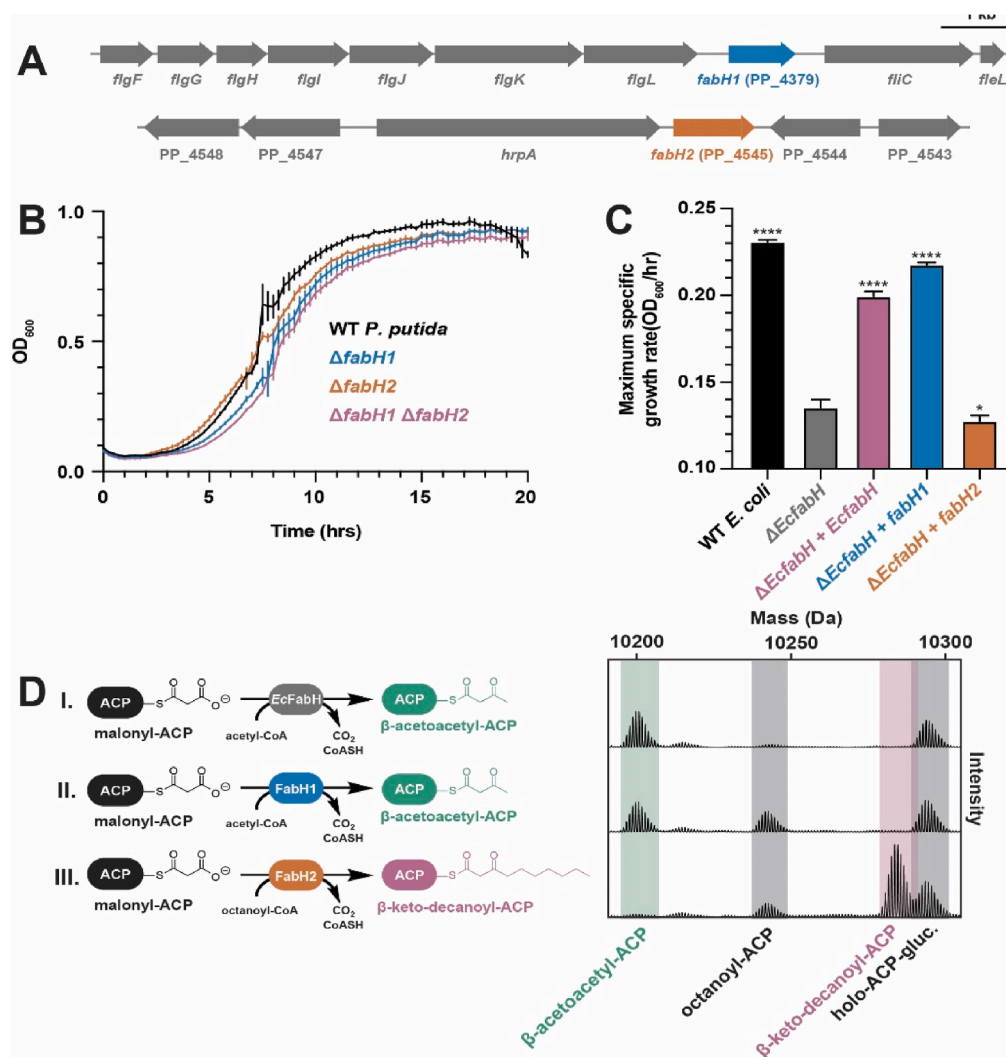 1 kb
A
flgF flgG flgH flgI flgJ flgK flgL fabH1 (PP_4379) fliC fleL
PP_4548 PP_4547 hrpA fabH2 (PP_4545) PP_4544 PP_4543
B
1.0
0.5
0.0
OD600
0 5 10 15 20
Time (hrs)
WT P. putida
ΔfabH1
ΔfabH2
ΔfabH1 ΔfabH2
C
0.25
0.20
0.15
0.10
Maximum specific
growth rate(OD600/hr)
****
****
****
*
WT E. coli
ΔEcfabH
ΔEcfabH + EcfabH
ΔEcfabH + fabH1
ΔEcfabH + fabH2
D
I.
ACP S O O O ⊖
malonyl-ACP
EcFabH
acetyl-CoA
CO2
CoASH
ACP S O O
β-acetoacetyl-ACP
II.
ACP S O O O ⊖
malonyl-ACP
FabH1
acetyl-CoA
CO2
CoASH
ACP S O O
β-acetoacetyl-ACP
III.
ACP S O O O ⊖
malonyl-ACP
FabH2
octanoyl-CoA
CO2
CoASH
ACP S O O
β-keto-decanoyl-ACP
Mass (Da)
10200 10250 10300
Intensity
β-acetoacetyl-ACP
octanoyl-ACP
β-keto-decanoyl-ACP
holo-ACP-gluc.